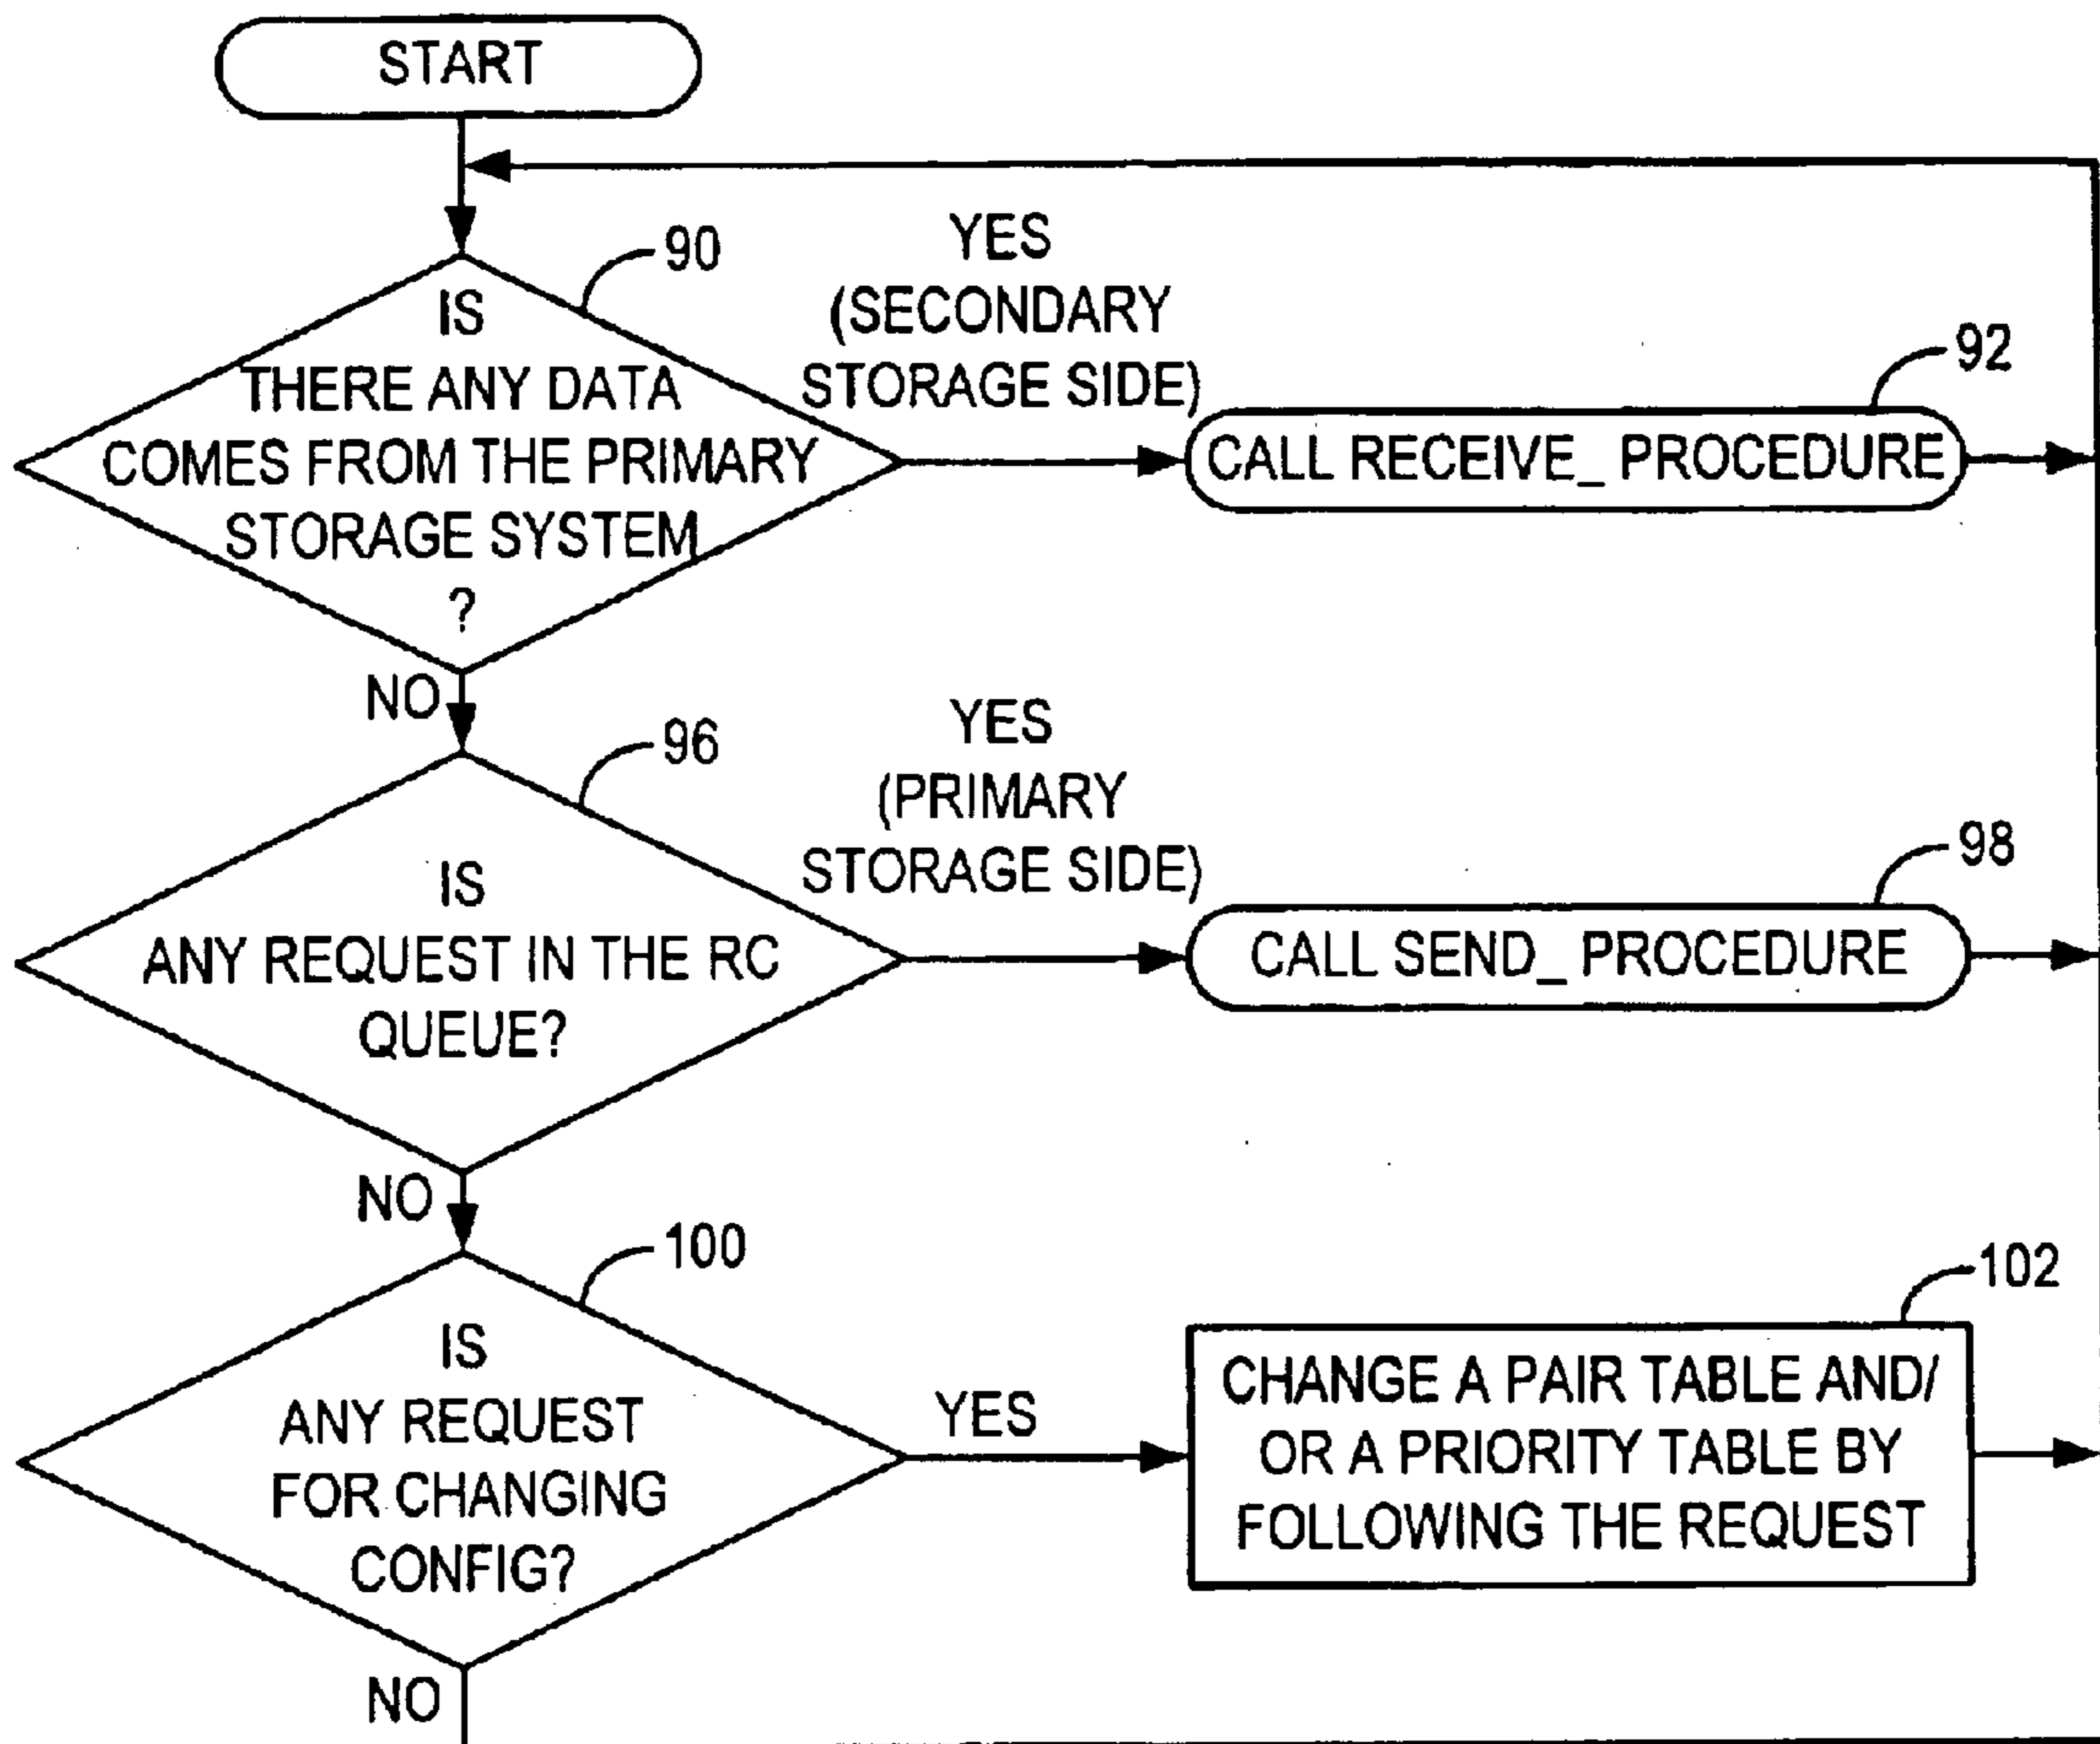 START
90
IS
THERE ANY DATA
COMES FROM THE PRIMARY
STORAGE SYSTEM
?
YES
(SECONDARY
STORAGE SIDE)
92
CALL RECEIVE_ PROCEDURE
NO
96
IS
ANY REQUEST IN THE RC
QUEUE?
YES
(PRIMARY
STORAGE SIDE)
98
CALL SEND_ PROCEDURE
NO
100
IS
ANY REQUEST
FOR CHANGING
CONFIG?
YES
102
CHANGE A PAIR TABLE AND/
OR A PRIORITY TABLE BY
FOLLOWING THE REQUEST
NO